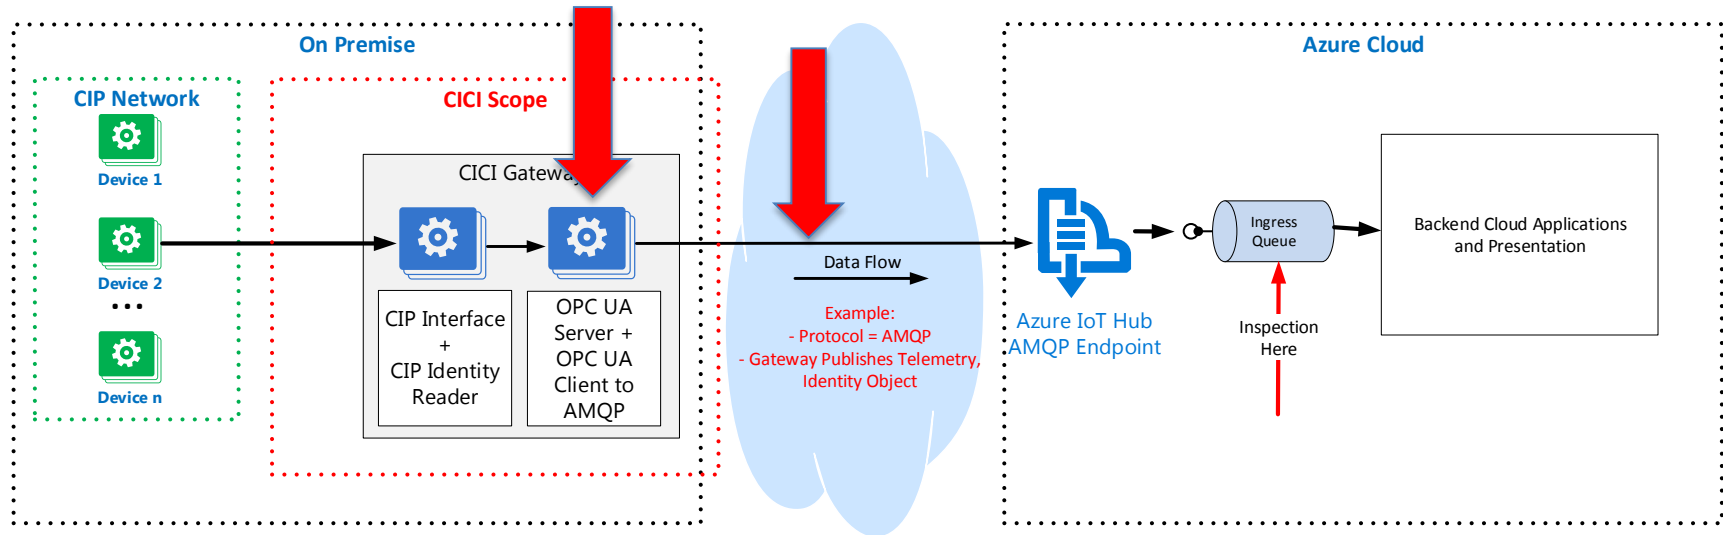 On Premise
CIP Network
Device 1
Device 2
...
Device n
CICI Scope
CICI Gateway
CIP Interface
+
CIP Identity
Reader
OPC UA
Server +
OPC UA
Client to
AMQP
Data Flow
Example:
- Protocol = AMQP
- Gateway Publishes Telemetry,
Identity Object
Azure Cloud
Azure IoT Hub
AMQP Endpoint
Ingress
Queue
Inspection
Here
Backend Cloud Applications
and Presentation